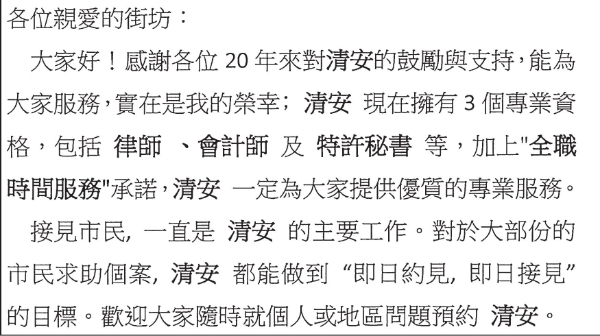 各位親愛的街坊：
大家好！感謝各位 20 年來對清安的鼓勵與支持，能為
大家服務，實在是我的榮幸；清安 現在擁有 3 個專業資
格，包括 律師 、會計師 及 特許秘書 等，加上"全職
時間服務"承諾，清安 一定為大家提供優質的專業服務。
接見市民, 一直是 清安 的主要工作。對於大部份的
市民求助個案, 清安 都能做到 “即日約見, 即日接見”
的目標。歡迎大家隨時就個人或地區問題預約 清安。